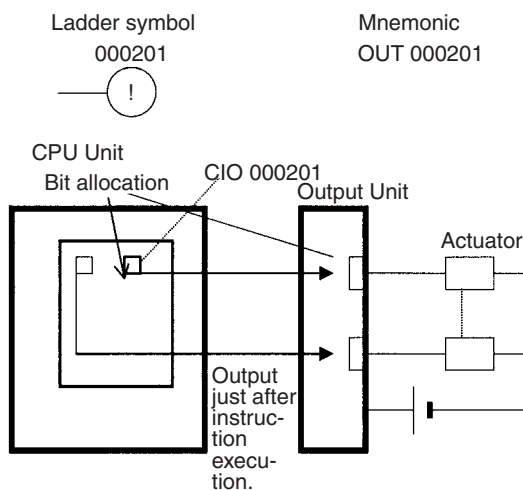 Ladder symbol
000201
!
Mnemonic
OUT 000201
CPU Unit
Bit allocation
CIO 000201
Output Unit
Actuator
Output
just after
instruc-
tion
execu-
tion.